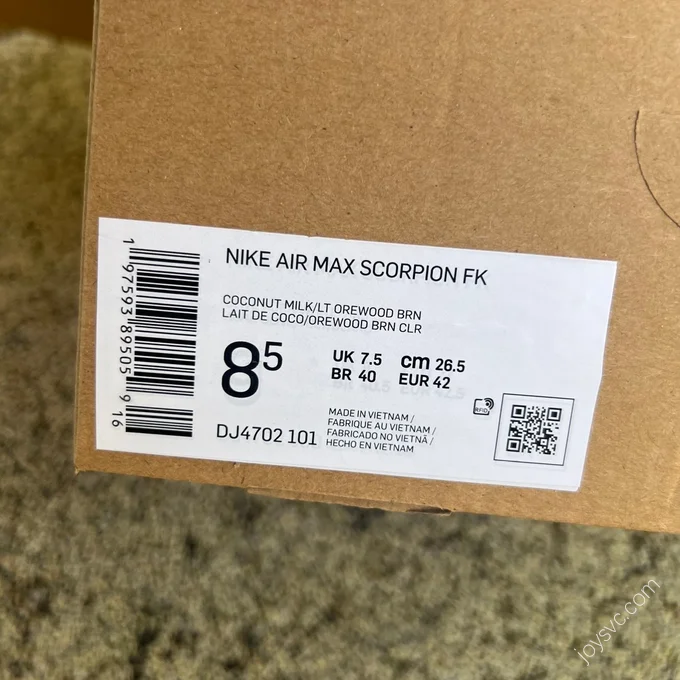 NIKE AIR MAX SCORPION FK
COCONUT MILK/LT OREWOOD BRN
LAIT DE COCO/OREWOOD BRN CLR
8⁵
UK 7.5 cm 26.5
BR 40 EUR 42
DJ4702 101
MADE IN VIETNAM /
FABRIQUE AU VIETNAM /
FABRICADO NO VIETNÃ /
HECHO EN VIETNAM
RFID
1 97593 89505 916
joysvc.com